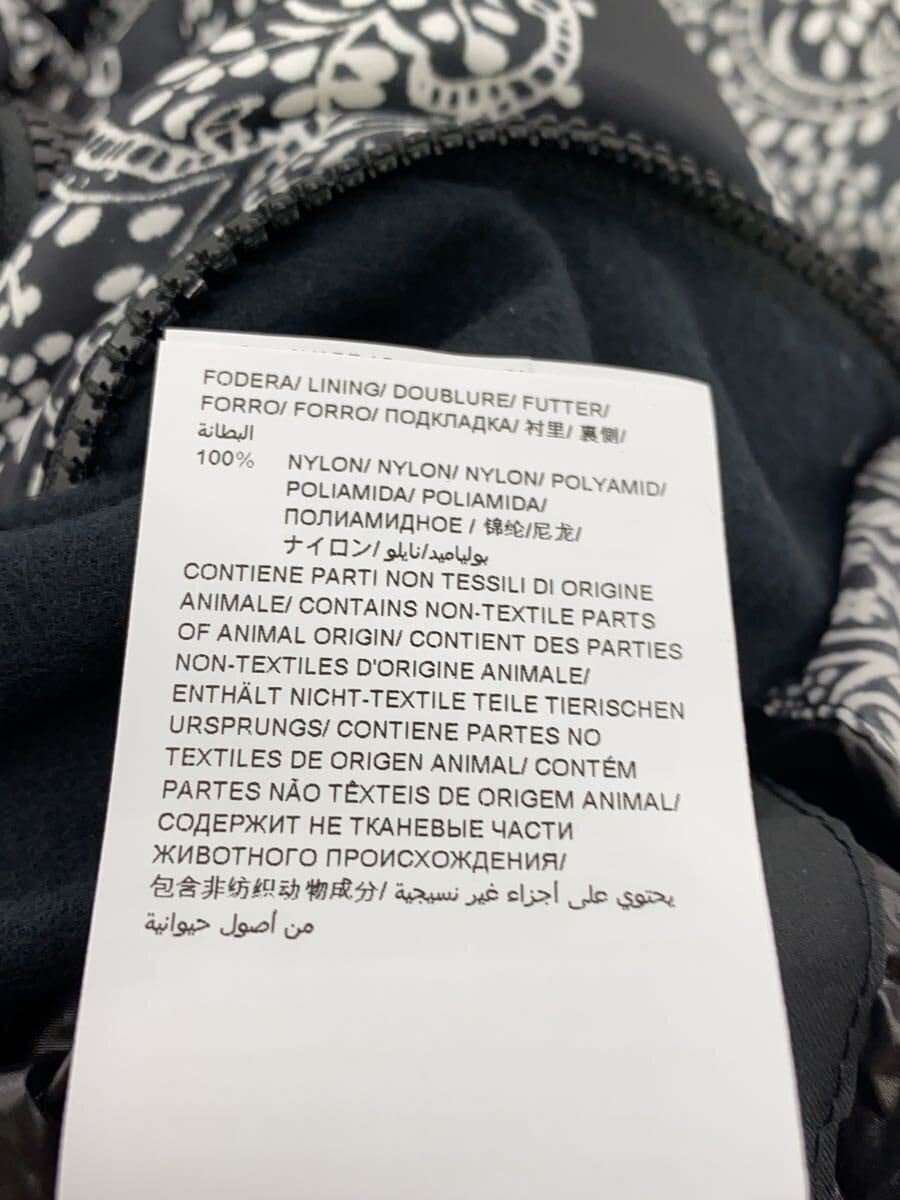 FODERA/ LINING/ DOUBLURE/ FUTTER/
FORRO/ FORRO/ ПОДКЛАДКА/ 衬里/ 裏側/
البطانة
100% NYLON/ NYLON/ NYLON/ POLYAMID/
POLIAMIDA/ POLIAMIDA/
ПОЛИАМИДНОЕ / 锦纶/尼龙/
ナイロン/ بولياميد/نايلو
CONTIENE PARTI NON TESSILI DI ORIGINE
ANIMALE/ CONTAINS NON-TEXTILE PARTS
OF ANIMAL ORIGIN/ CONTIENT DES PARTIES
NON-TEXTILES D'ORIGINE ANIMALE/
ENTHÄLT NICHT-TEXTILE TEILE TIERISCHEN
URSPRUNGS/ CONTIENE PARTES NO
TEXTILES DE ORIGEN ANIMAL/ CONTÉM
PARTES NÃO TÊXTEIS DE ORIGEM ANIMAL/
СОДЕРЖИТ НЕ ТКАНЕВЫЕ ЧАСТИ
ЖИВОТНОГО ПРОИСХОЖДЕНИЯ/
包含非纺织动物成分/ يحتوي على أجزاء غير نسيجية
من أصول حيوانية